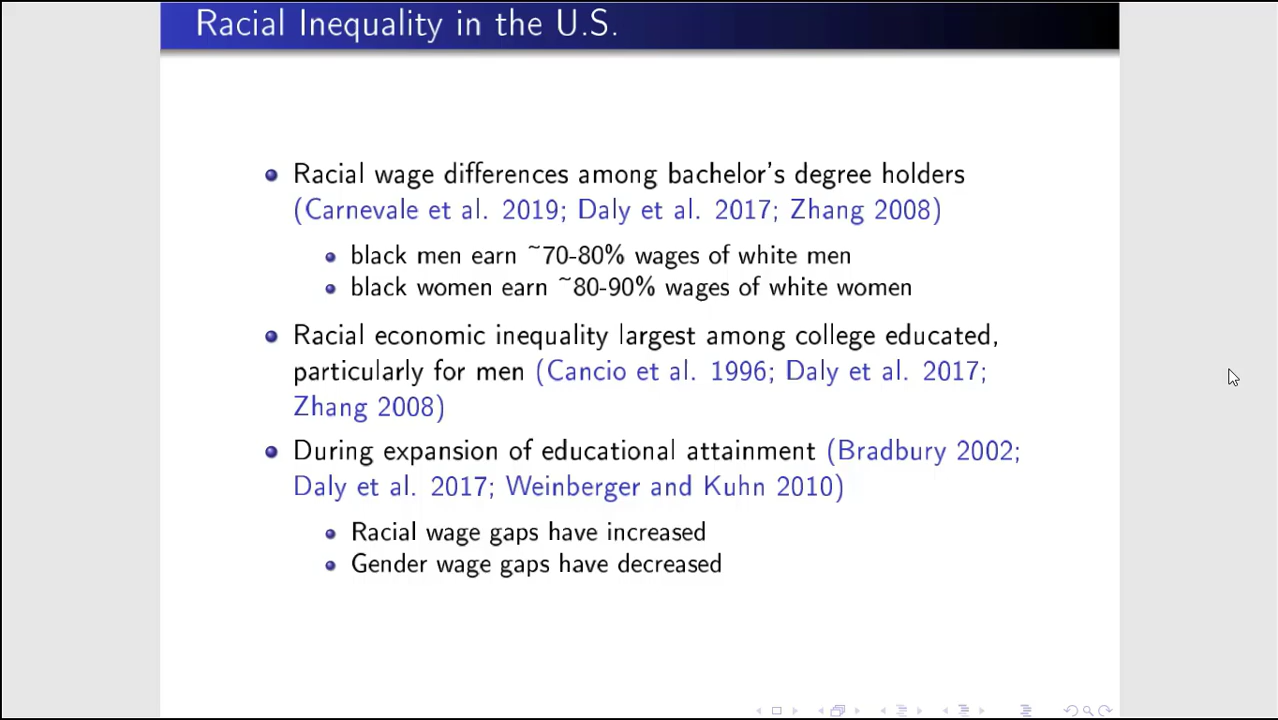 Racial Inequality in the U.S.
Racial wage differences among bachelor's degree holders
(Carnevale et al. 2019; Daly et al. 2017; Zhang 2008)
black men earn ~70-80% wages of white men
black women earn ~80-90% wages of white women
Racial economic inequality largest among college educated,
particularly for men (Cancio et al. 1996; Daly et al. 2017;
Zhang 2008)
During expansion of educational attainment (Bradbury 2002;
Daly et al. 2017; Weinberger and Kuhn 2010)
Racial wage gaps have increased
Gender wage gaps have decreased